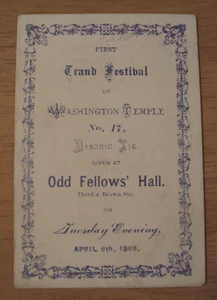 FIRST
Grand Festival
OF
WASHINGTON TEMPLE
No. 17,
MASONIC TIE.
GIVEN AT
Odd Fellows' Hall.
Third & Brown Sts.
ON
Tuesday Evening,
APRIL 6th, 1869.